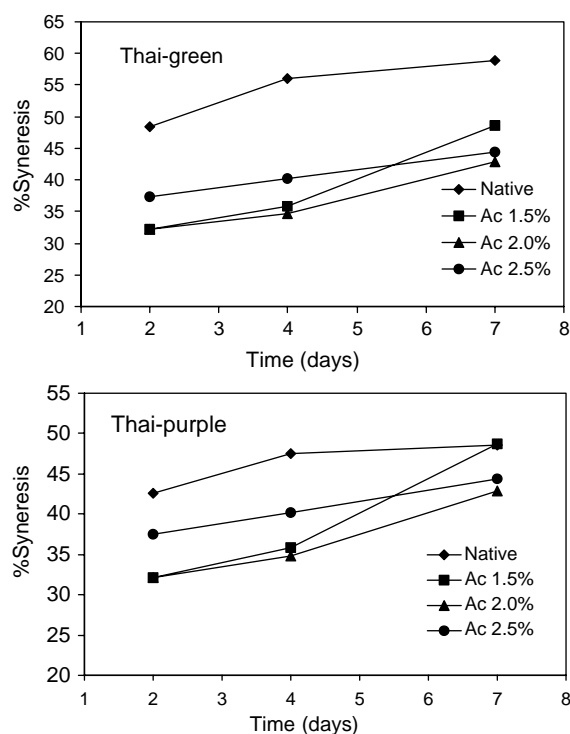 65
60
55
50
45
40
35
30
25
20
%Syneresis
Thai-green
Native
Ac 1.5%
Ac 2.0%
Ac 2.5%
1 2 3 4 5 6 7 8
Time (days)
55
50
45
40
35
30
25
20
%Syneresis
Thai-purple
Native
Ac 1.5%
Ac 2.0%
Ac 2.5%
1 2 3 4 5 6 7 8
Time (days)